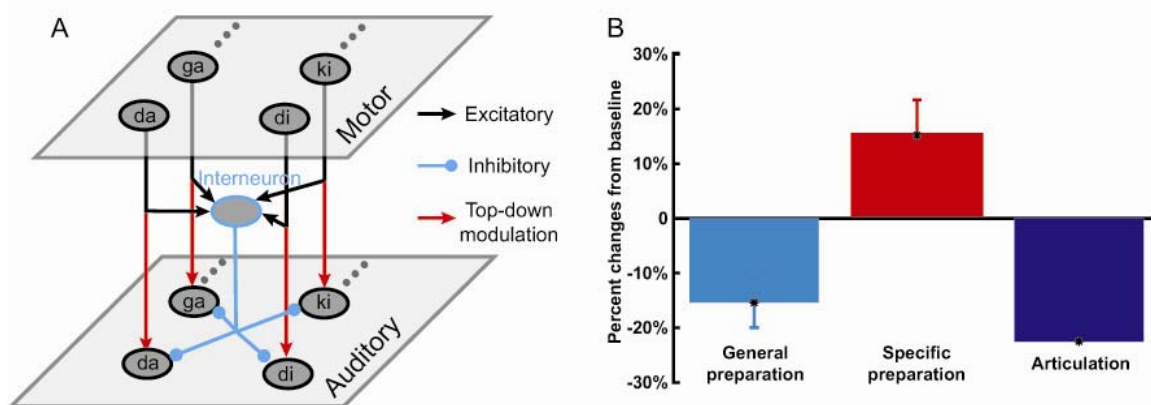 A
ga
ki
da
di
Motor
Interneuron
ga
ki
da
di
Auditory
Excitatory
Inhibitory
Top-down
modulation
B
Percent changes from baseline
30%
20%
10%
0
-10%
-20%
-30%
General
preparation
Specific
preparation
Articulation